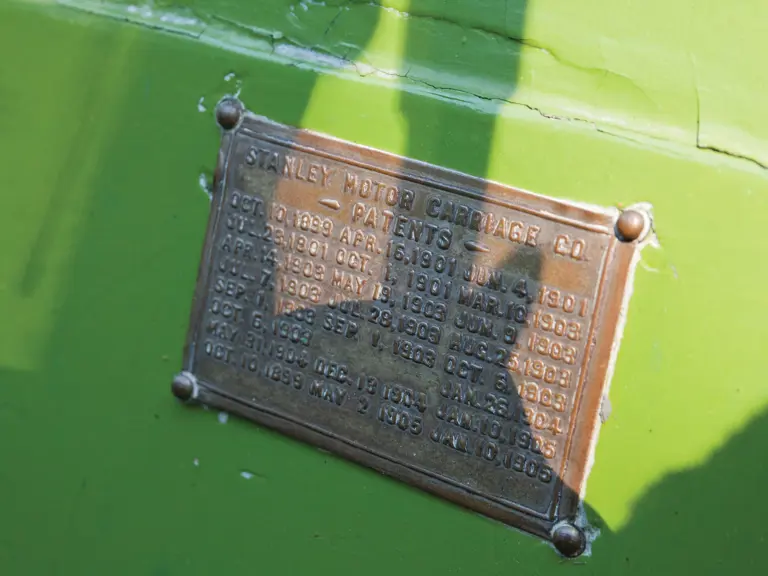 STANLEY MOTOR CARRIAGE CO.
– PATENTS –
OCT.10,1899 APR.16,1901 JUN. 4, 1901
JUL.23,1901 OCT. 1, 1901 MAR.10,1903
APR.14,1903 MAY 19,1903 JUN. 9, 1903
JUL- 7,1903 JUL.28,1903 AUG.25,1903
SEP. 1, 1903 SEP. 1, 1903 OCT. 6,1903
OCT 6, 1903 JAN.26,1904
MAY 31,1904 DEC. 13 1904 JAN.10,1905
OCT.10 1899 MAY 2 1905 JAN.10,1905